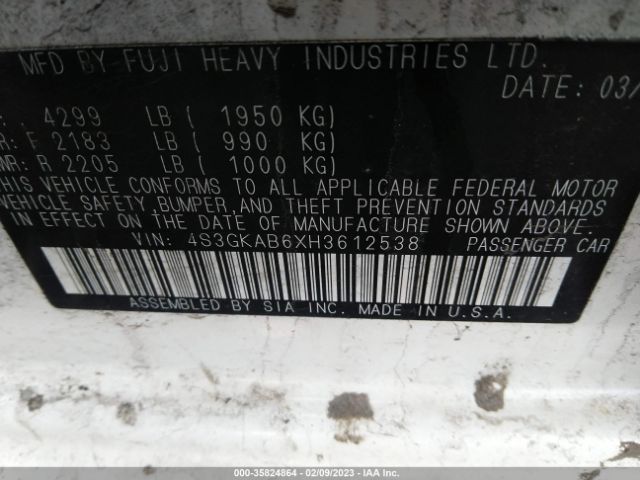 MFD BY FUJI HEAVY INDUSTRIES LTD.
DATE: 03/
: 4299 LB ( 1950 KG)
R: F 2183 LB ( 990 KG)
WR: R 2205 LB ( 1000 KG)
THIS VEHICLE CONFORMS TO ALL APPLICABLE FEDERAL MOTOR
VEHICLE SAFETY, BUMPER, AND THEFT PREVENTION STANDARDS
IN EFFECT ON THE DATE OF MANUFACTURE SHOWN ABOVE.
VIN: 4S3GKAB6XH3612538 PASSENGER CAR
ASSEMBLED BY SIA INC. MADE IN U.S.A.
000-35824864 - 02/09/2023 - IAA Inc.